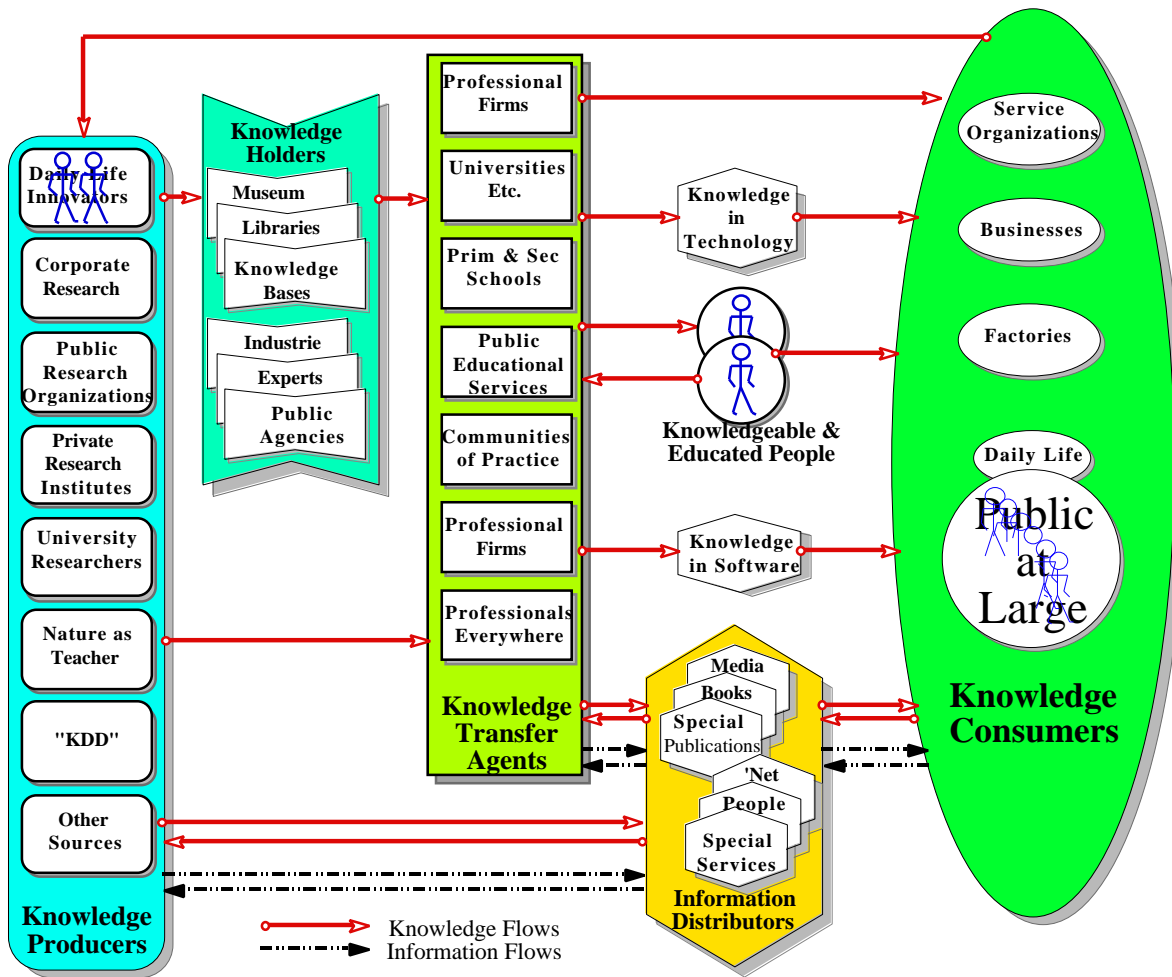 Daily Life
Innovators
Corporate
Research
Public
Research
Organizations
Private
Research
Institutes
University
Researchers
Nature as
Teacher
"KDD"
Other
Sources
Knowledge
Producers
Knowledge
Holders
Museum
Libraries
Knowledge
Bases
Industrie
Experts
Public
Agencies
Professional
Firms
Universities
Etc.
Prim & Sec
Schools
Public
Educational
Services
Communities
of Practice
Professional
Firms
Professionals
Everywhere
Knowledge
Transfer
Agents
Knowledge
in
Technology
Knowledgeable &
Educated People
Knowledge
in Software
Media
Books
Special
Publications
'Net
People
Special
Services
Information
Distributors
Service
Organizations
Businesses
Factories
Daily Life
Public
at
Large
Knowledge
Consumers
Knowledge Flows
Information Flows